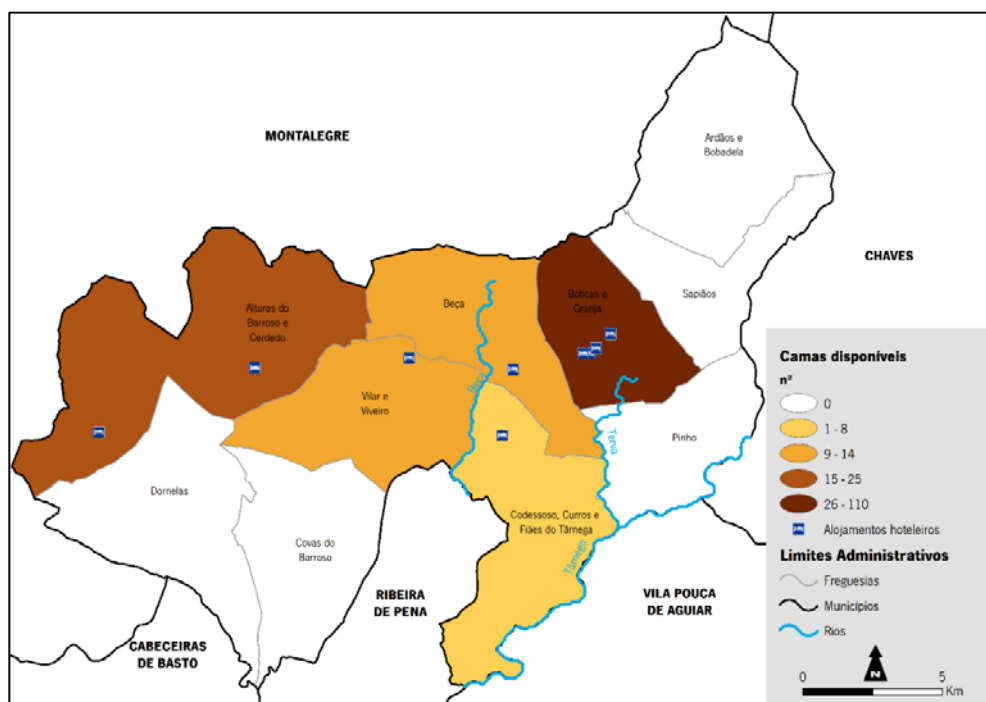 MONTALEGRE
Ardãos e
Bobadela
CHAVES
Sapiãos
Boticas e
Granja
Beça
Alturas do
Barroso e
Cerdedo
Vilar e
Viveiro
Beça
Terva
Pinho
Dornelas
Covas do
Barroso
Codessoso, Curros e
Fiães do Tâmega
Tâmega
RIBEIRA
DE PENA
VILA POUCA
DE AGUIAR
CABECEIRAS
DE BASTO
Camas disponíveis
nº
0
1 - 8
9 - 14
15 - 25
26 - 110
Alojamentos hoteleiros
Limites Administrativos
Freguesias
Municípios
Rios
N
0 5
Km